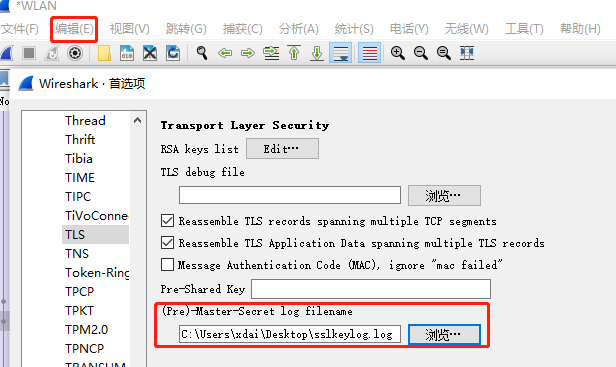 *WLAN
文件(F) 编辑(E) 视图(V) 跳转(G) 捕获(C) 分析(A) 统计(S) 电话(Y) 无线(W) 工具(T) 帮助(H)
No
Wireshark · 首选项
Thread
Thrift
Tibia
TIME
TIPC
TiVoConnec
TLS
TNS
Token-Ring
TPCP
TPKT
TPM2.0
TPNCP
TRANSUM
Transport Layer Security
RSA keys list Edit…
TLS debug file
浏览…
Reassemble TLS records spanning multiple TCP segments
Reassemble TLS Application Data spanning multiple TLS records
Message Authentication Code (MAC), ignore "mac failed"
Pre-Shared Key
(Pre)-Master-Secret log filename
C:\Users\xdai\Desktop\sslkeylog.log 浏览…